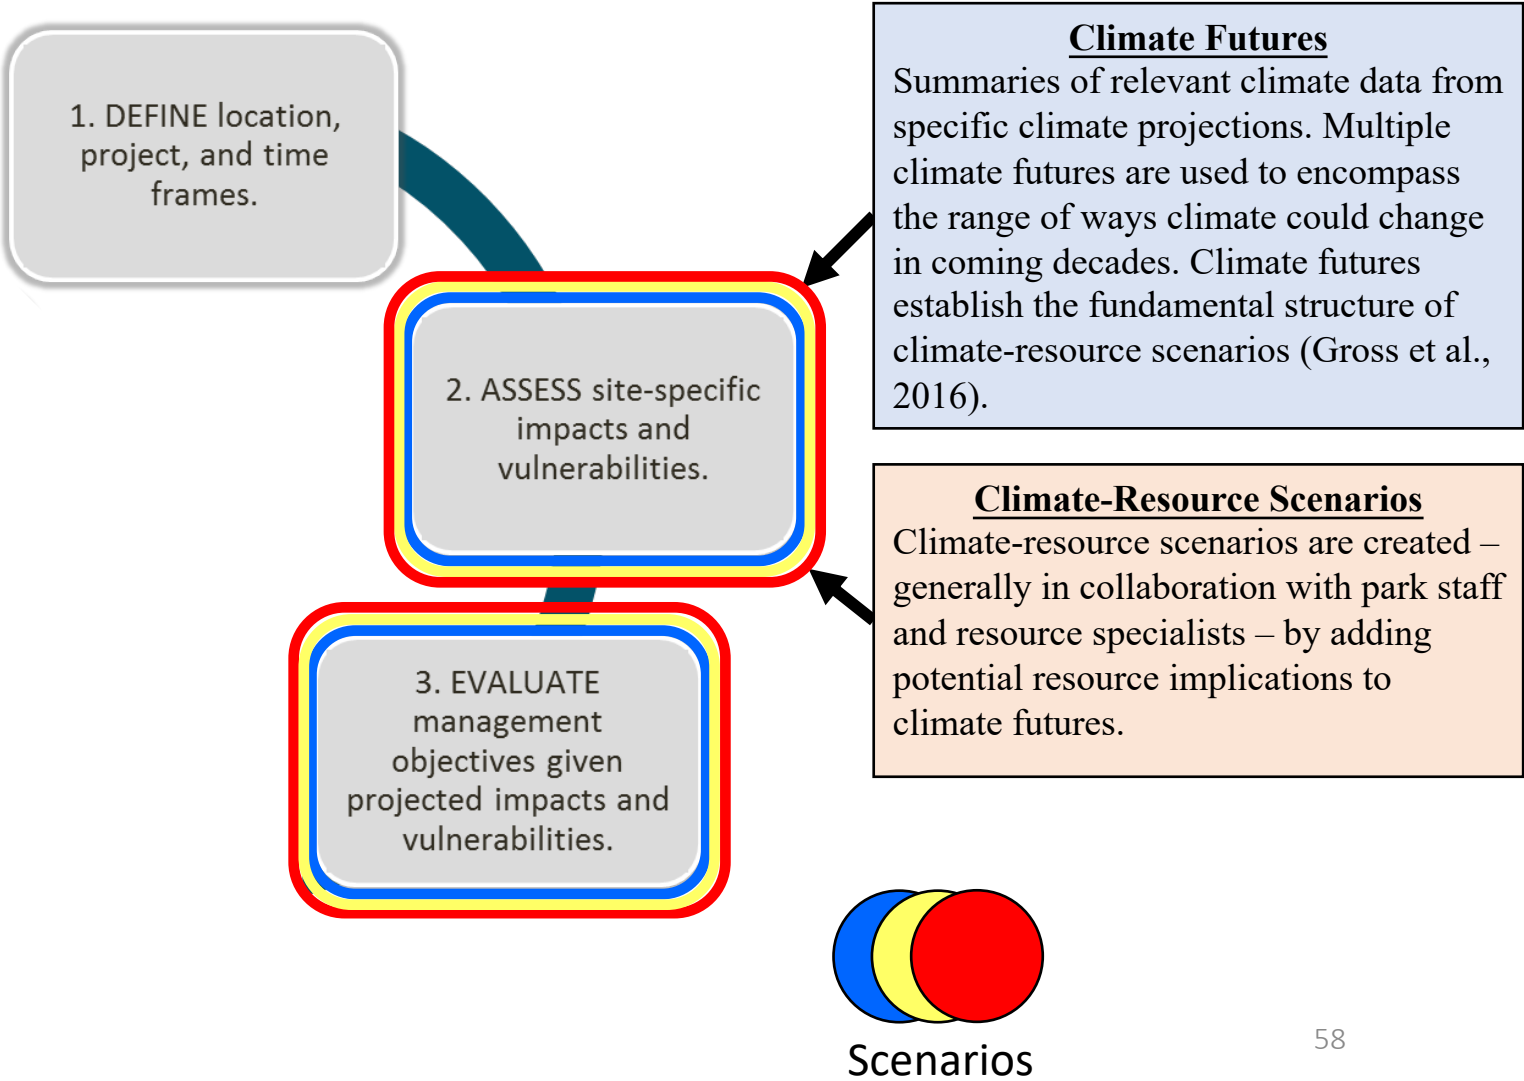 1. DEFINE location,
project, and time
frames.
2. ASSESS site-specific
impacts and
vulnerabilities.
3. EVALUATE
management
objectives given
projected impacts and
vulnerabilities.
Climate Futures
Summaries of relevant climate data from
specific climate projections. Multiple
climate futures are used to encompass
the range of ways climate could change
in coming decades. Climate futures
establish the fundamental structure of
climate-resource scenarios (Gross et al.,
2016).
Climate-Resource Scenarios
Climate-resource scenarios are created –
generally in collaboration with park staff
and resource specialists – by adding
potential resource implications to
climate futures.
Scenarios
58